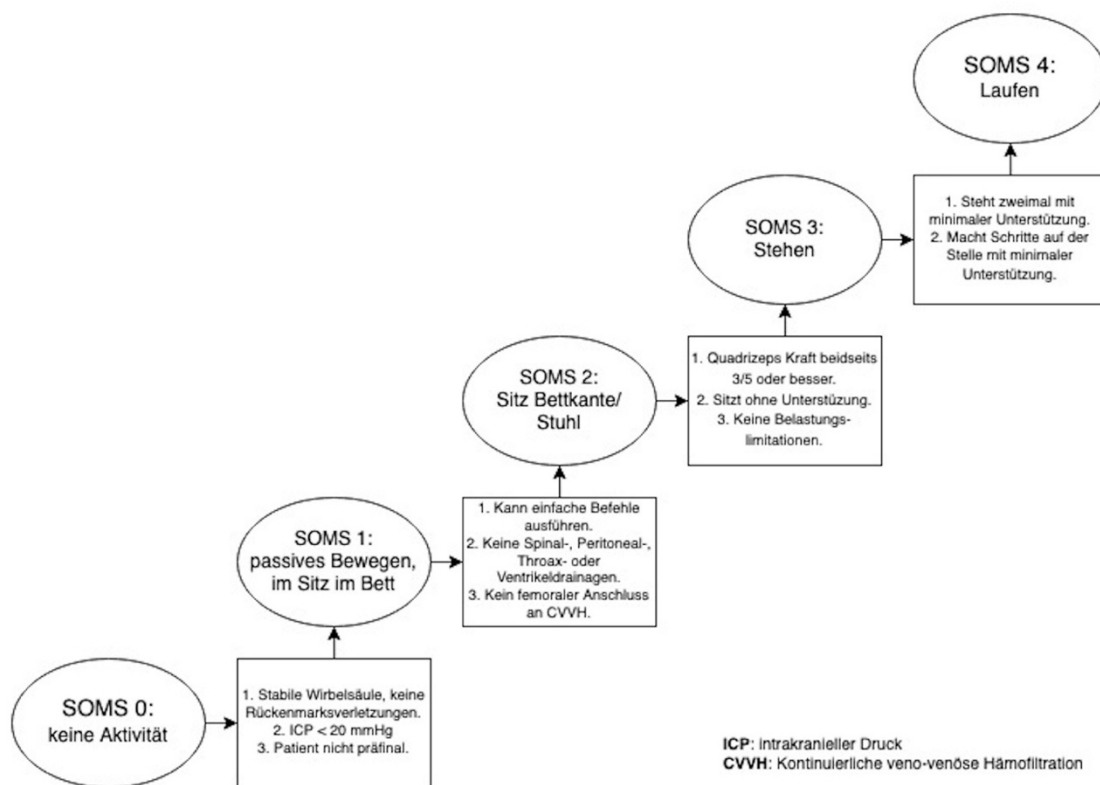 SOMS 4:
Laufen
1. Steht zweimal mit
minimaler Unterstützung.
2. Macht Schritte auf der
Stelle mit minimaler
Unterstützung.
SOMS 3:
Stehen
1. Quadrizeps Kraft beidseits
3/5 oder besser.
2. Sitzt ohne Unterstüzung.
3. Keine Belastungs-
limitationen.
SOMS 2:
Sitz Bettkante/
Stuhl
1. Kann einfache Befehle
ausführen.
2. Keine Spinal-, Peritoneal-,
Throax- oder
Ventrikeldrainagen.
3. Kein femoraler Anschluss
an CVVH.
SOMS 1:
passives Bewegen,
im Sitz im Bett
1. Stabile Wirbelsäule, keine
Rückenmarksverletzungen.
2. ICP < 20 mmHg
3. Patient nicht präfinal.
SOMS 0:
keine Aktivität
ICP: intrakranieller Druck
CVVH: Kontinuierliche veno-venöse Hämofiltration